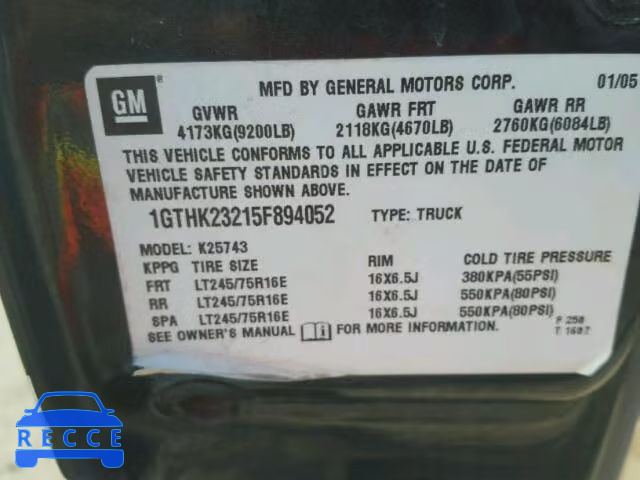 GM
®
MFD BY GENERAL MOTORS CORP. 01/05
GVWR GAWR FRT GAWR RR
4173KG(9200LB) 2118KG(4670LB) 2760KG(6084LB)
THIS VEHICLE CONFORMS TO ALL APPLICABLE U.S. FEDERAL MOTOR
VEHICLE SAFETY STANDARDS IN EFFECT ON THE DATE OF
MANUFACTURE SHOWN ABOVE.
1GTHK23215F894052 TYPE: TRUCK
MODEL: K25743
KPPG TIRE SIZE RIM COLD TIRE PRESSURE
FRT LT245/75R16E 16X6.5J 380KPA(55PSI)
RR LT245/75R16E 16X6.5J 550KPA(80PSI)
SPA LT245/75R16E 16X6.5J 550KPA(80PSI)
SEE OWNER'S MANUAL FOR MORE INFORMATION.
F 250
T 1607
RECCE